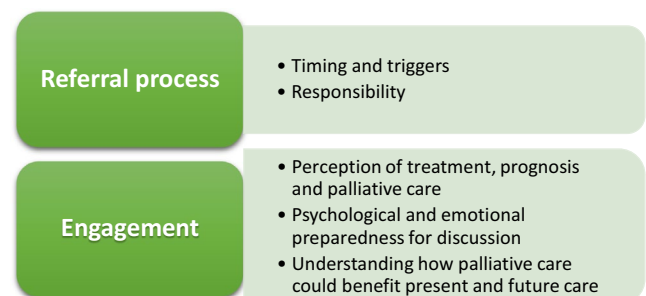 Referral process
• Timing and triggers
• Responsibility
Engagement
• Perception of treatment, prognosis
and palliative care
• Psychological and emotional
preparedness for discussion
• Understanding how palliative care
could benefit present and future care